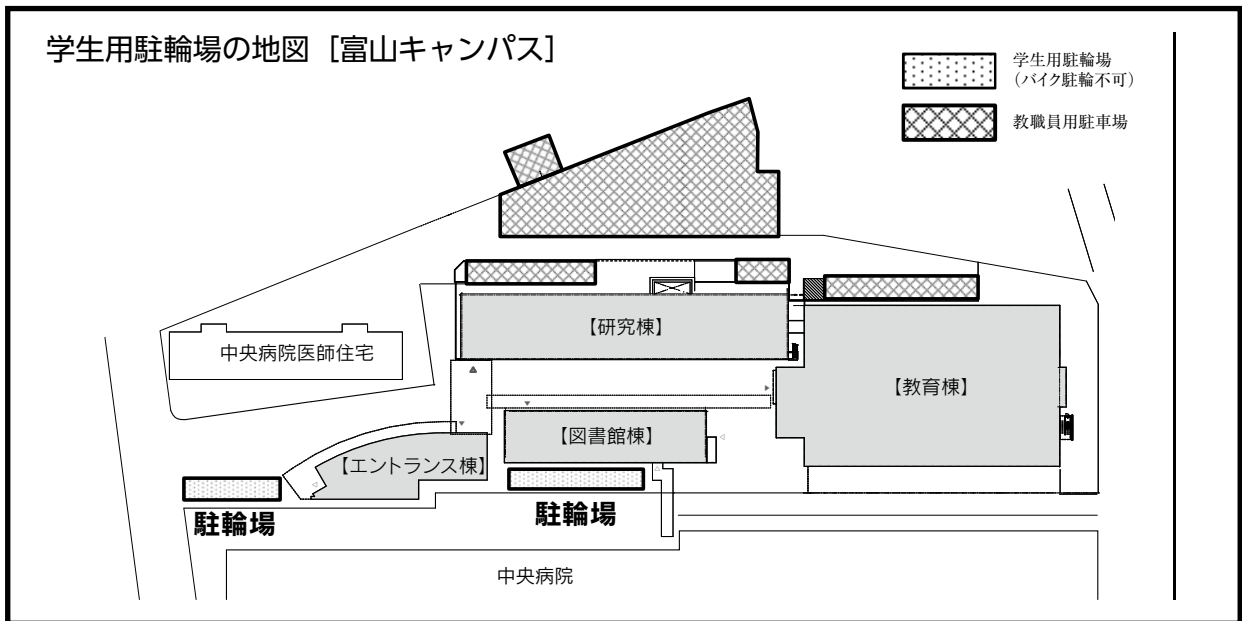 学生用駐輪場の地図［富山キャンパス］
学生用駐輪場
（バイク駐輪不可）
教職員用駐車場
【研究棟】
中央病院医師住宅
【教育棟】
【図書館棟】
【エントランス棟】
駐輪場
駐輪場
中央病院